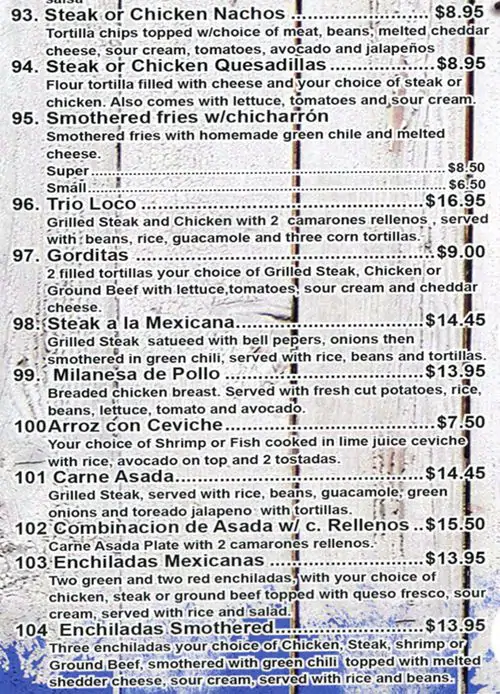 salsa
93. Steak or Chicken Nachos ........................ $8.95
Tortilla chips topped w/choice of meat, beans, melted cheddar
cheese, sour cream, tomatoes, avocado and jalapeños
94. Steak or Chicken Quesadillas ................... $8.95
Flour tortilla filled with cheese and your choice of steak or
chicken. Also comes with lettuce, tomatoes and sour cream.
95. Smothered fries w/chicharrón
Smothered fries with homemade green chile and melted
cheese.
Super ........................ $8.50
Small ........................ $6.50
96. Trio Loco ........................ $16.95
Grilled Steak and Chicken with 2 camarones rellenos , served
with beans, rice, guacamole and three corn tortillas.
97. Gorditas ........................ $9.00
2 filled tortillas your choice of Grilled Steak, Chicken or
Ground Beef with lettuce,tomatoes, sour cream and cheddar
cheese.
98. Steak a la Mexicana ........................ $14.45
Grilled Steak satueed with bell pepers, onions then
smothered in green chili, served with rice, beans and tortillas.
99. Milanesa de Pollo ........................ $13.95
Breaded chicken breast. Served with fresh cut potatoes, rice,
beans, lettuce, tomato and avocado.
100 Arroz con Ceviche ........................ $7.50
Your choice of Shrimp or Fish cooked in lime juice ceviche
with rice, avocado on top and 2 tostadas.
101 Carne Asada ........................ $14.45
Grilled Steak, served with rice, beans, guacamole, green
onions and toreado jalapeno with tortillas.
102 Combinacion de Asada w/ c. Rellenos .. $15.50
Carne Asada Plate with 2 camarones rellenos.
103 Enchiladas Mexicanas ........................ $13.95
Two green and two red enchiladas, with your choice of
chicken, steak or ground beef topped with queso fresco, sour
cream, served with rice and salad.
104 Enchiladas Smothered ........................ $13.95
Three enchiladas your choice of Chicken, Steak, shrimp or
Ground Beef, smothered with green chili topped with melted
shedder cheese, sour cream, served with rice and beans.